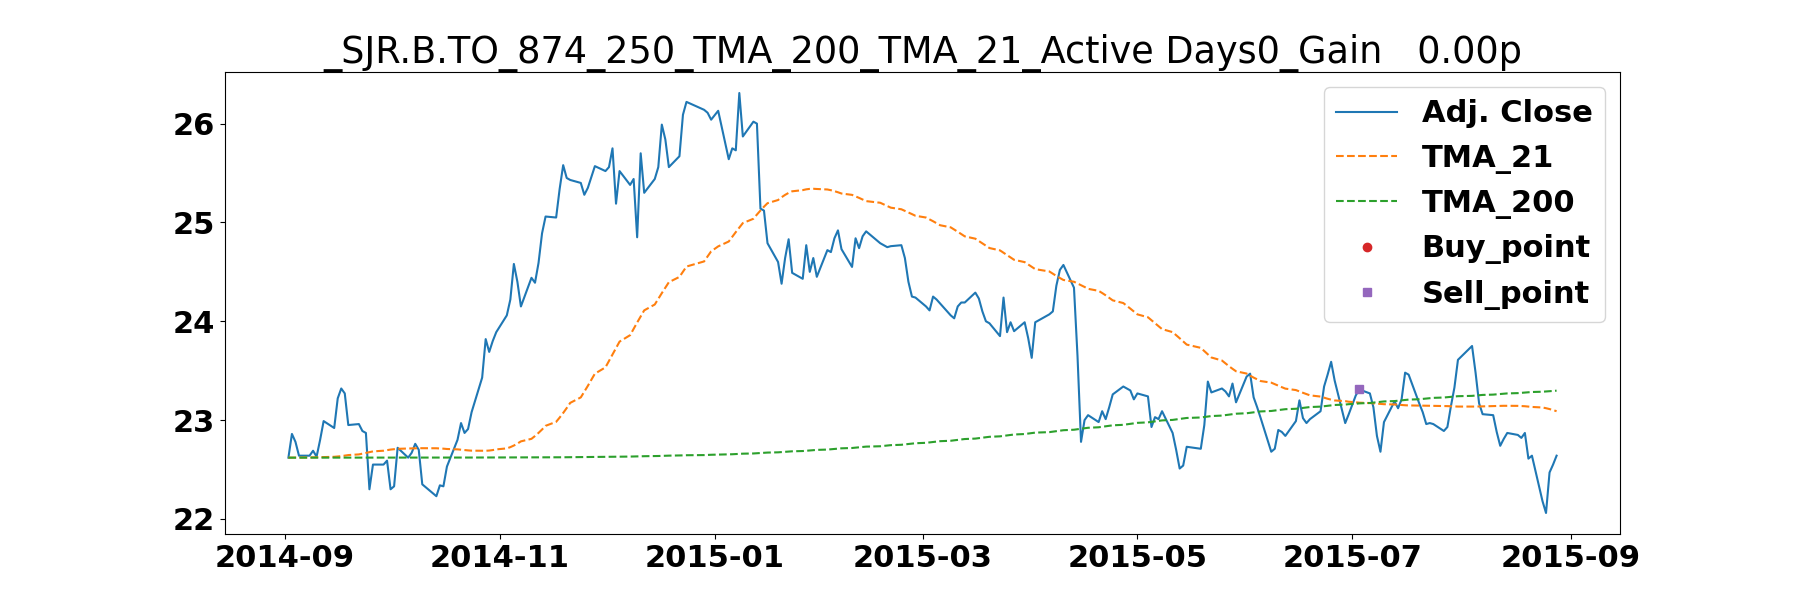 _SJR.B.TO_874_250_TMA_200_TMA_21_Active Days0_Gain   0.00p
Adj. Close
TMA_21
TMA_200
Buy_point
Sell_point
26
25
24
23
22
2014-09 2014-11 2015-01 2015-03 2015-05 2015-07 2015-09